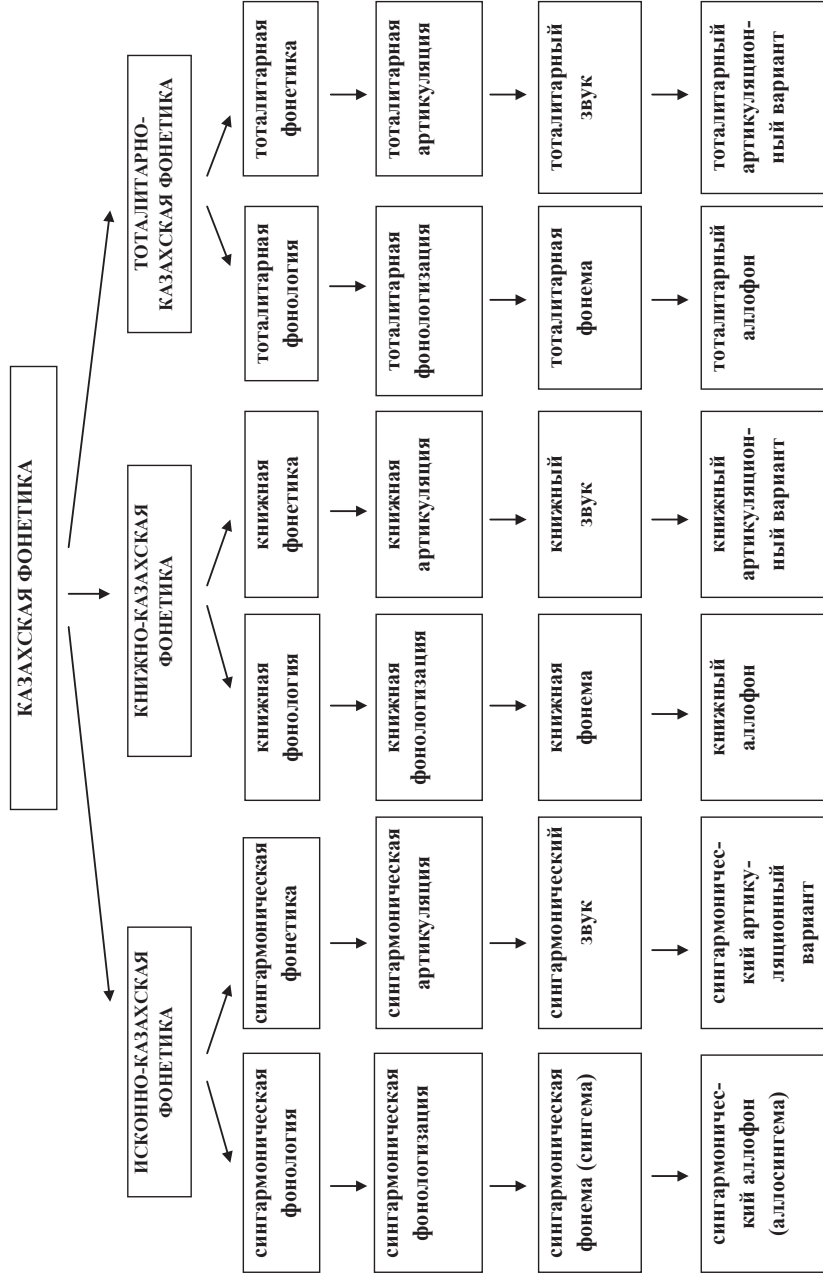 КАЗАХСКАЯ ФОНЕТИКА
ИСКОННО-КАЗАХСКАЯ
ФОНЕТИКА
КНИЖНО-КАЗАХСКАЯ
ФОНЕТИКА
ТОТАЛИТАРНО-
КАЗАХСКАЯ ФОНЕТИКА
сингармоническая
фонология
сингармоническая
фонетика
книжная
фонология
книжная
фонетика
тоталитарная
фонология
тоталитарная
фонетика
сингармоническая
фонологизация
сингармоническая
артикуляция
книжная
фонологизация
книжная
артикуляция
тоталитарная
фонологизация
тоталитарная
артикуляция
сингармоническая
фонема (сингема)
сингармонический
звук
книжная
фонема
книжный
звук
тоталитарная
фонема
тоталитарный
звук
сингармоничес-
кий аллофон
(аллосингема)
сингармоничес-
кий артику-
ляционный
вариант
книжный
аллофон
книжный
артикуляцион-
ный вариант
тоталитарный
аллофон
тоталитарный
артикуляцион-
ный вариант